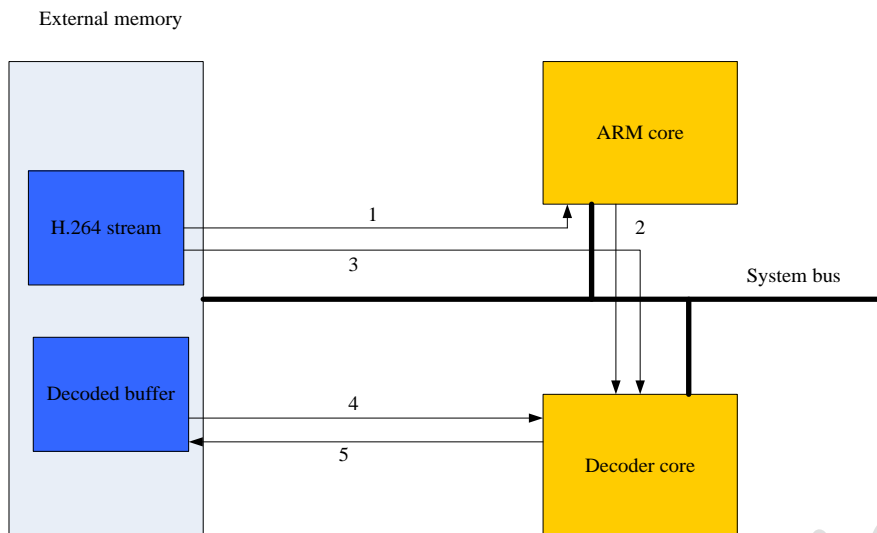 External memory
ARM core
H.264 stream
1
2
3
System bus
Decoded buffer
4
5
Decoder core